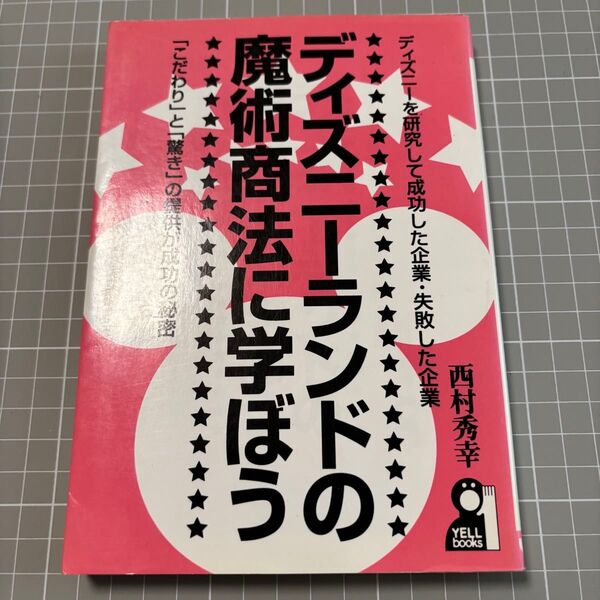 ディズニーを研究して成功した企業・失敗した企業
ディズニーランドの
魔術商法に学ぼう
「こだわり」と「驚き」の提供が成功の秘密
西村秀幸
YELL
books